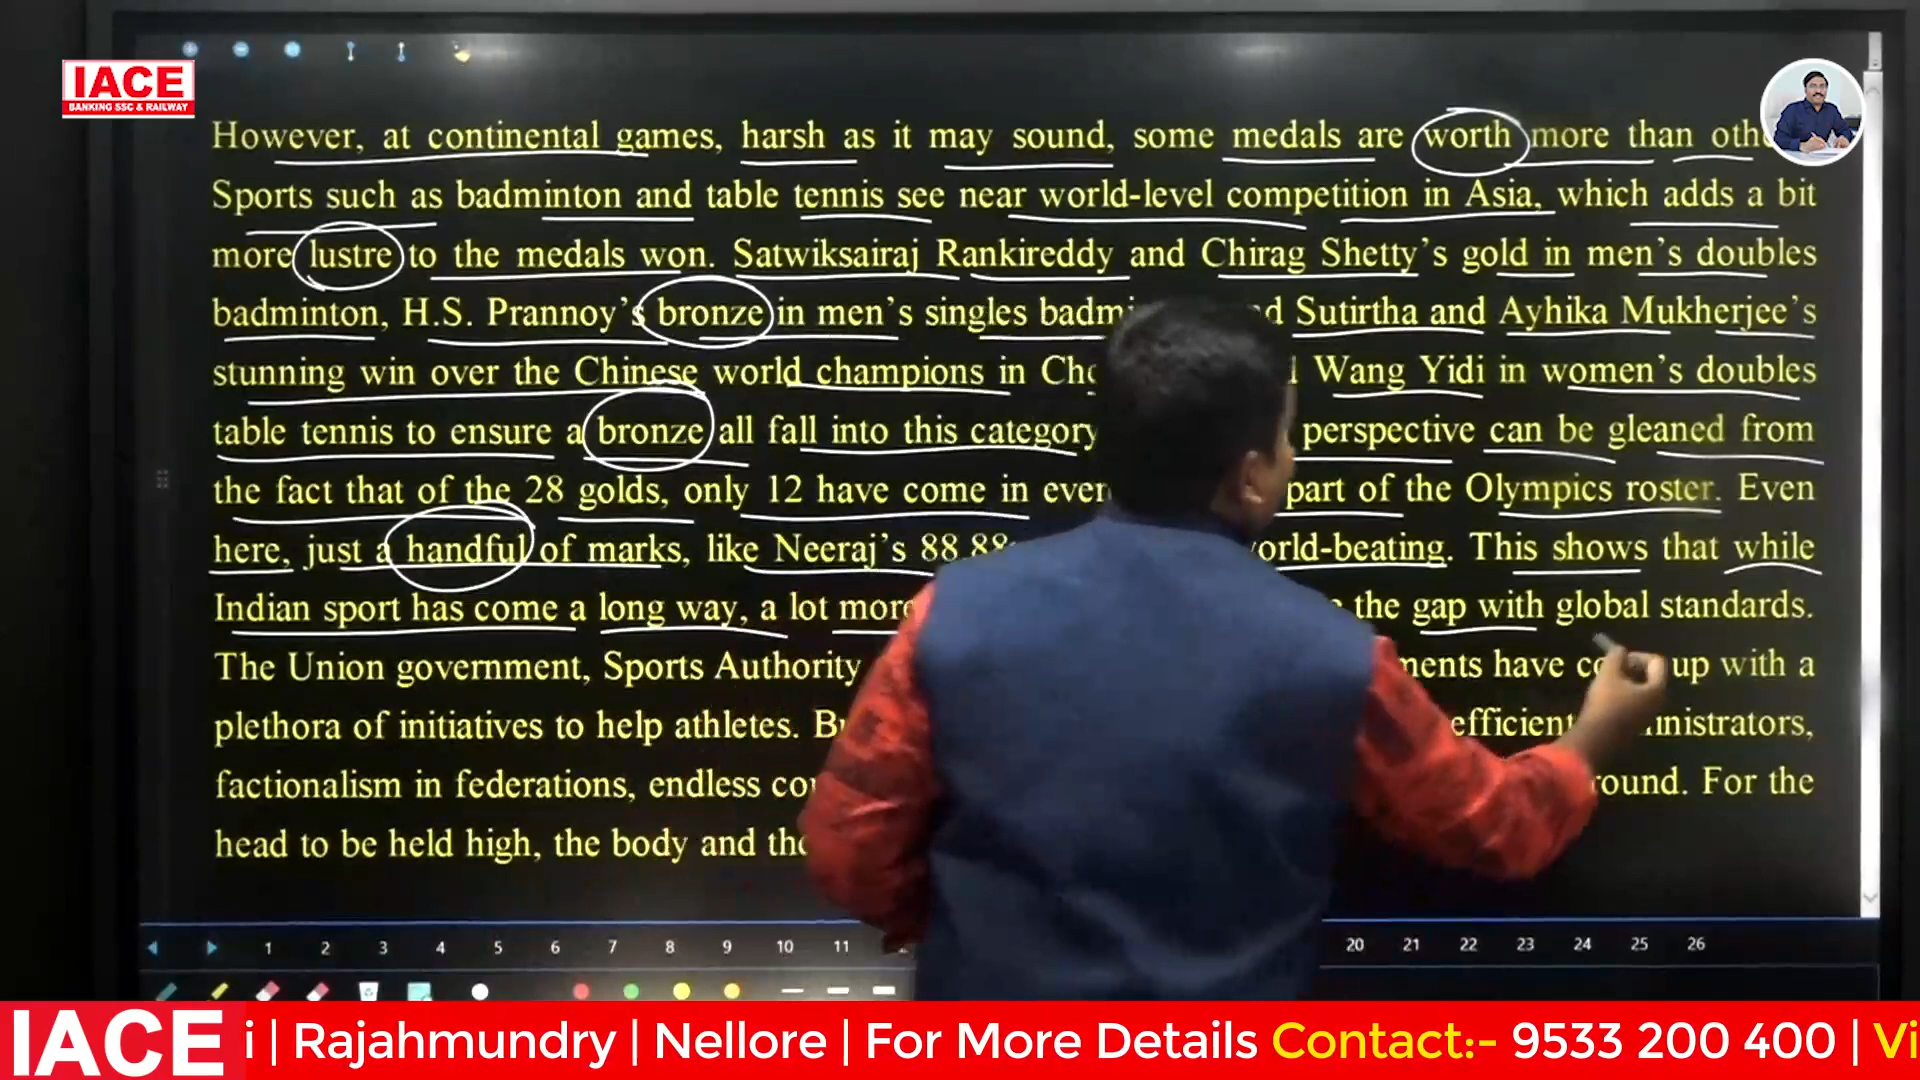 IACE
BANKING SSC & RAILWAY
However, at continental games, harsh as it may sound, some medals are worth more than
Sports such as badminton and table tennis see near world-level competition in Asia, which adds a bit
more lustre to the medals won. Satwiksairaj Rankireddy and Chirag Shetty's gold in men's doubles
badminton, H.S. Prannoy's bronze in men's singles Sutirtha and Ayhika Mukherjee's
stunning win over the Chinese world champions in Wang Yidi in women's doubles
table tennis to ensure a bronze all fall into this category perspective can be gleaned from
the fact that of the 28 golds, only 12 have come in part of the Olympics roster. Even
here, just a handful of marks, like Neeraj's world-beating. This shows that while
Indian sport has come a long way, a lot more the gap with global standards.
The Union government, Sports Authority have up with a
plethora of initiatives to help athletes. efficient administrators,
factionalism in federations, endless For the
head to be held high, the body and
1 2 3 4 5 6 7 8 9 10 11 20 21 22 23 24 25 26
IACE | Rajahmundry | Nellore | For More Details Contact:- 9533 200 400 |